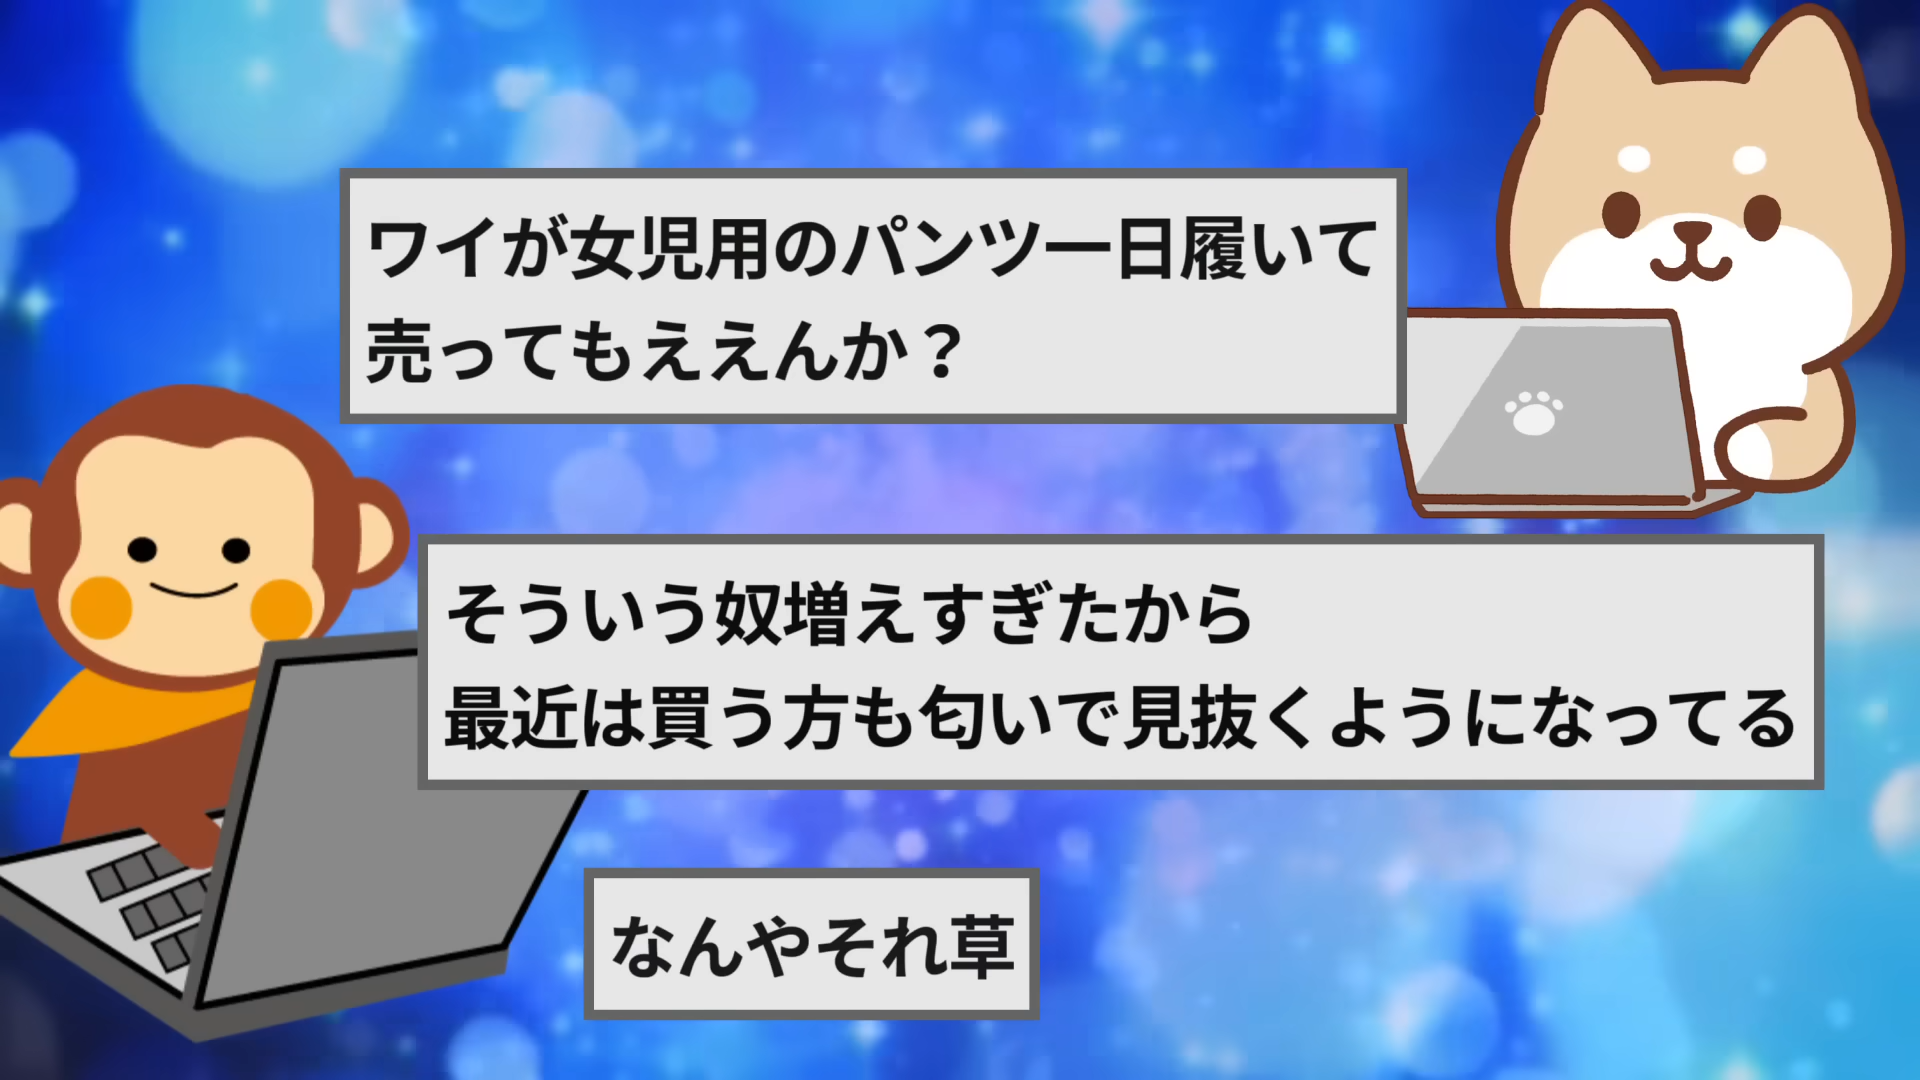 ワイが女児用のパンツ一日履いて
売ってもええんか？
そういう奴増えすぎたから
最近は買う方も匂いで見抜くようになってる
なんやそれ草